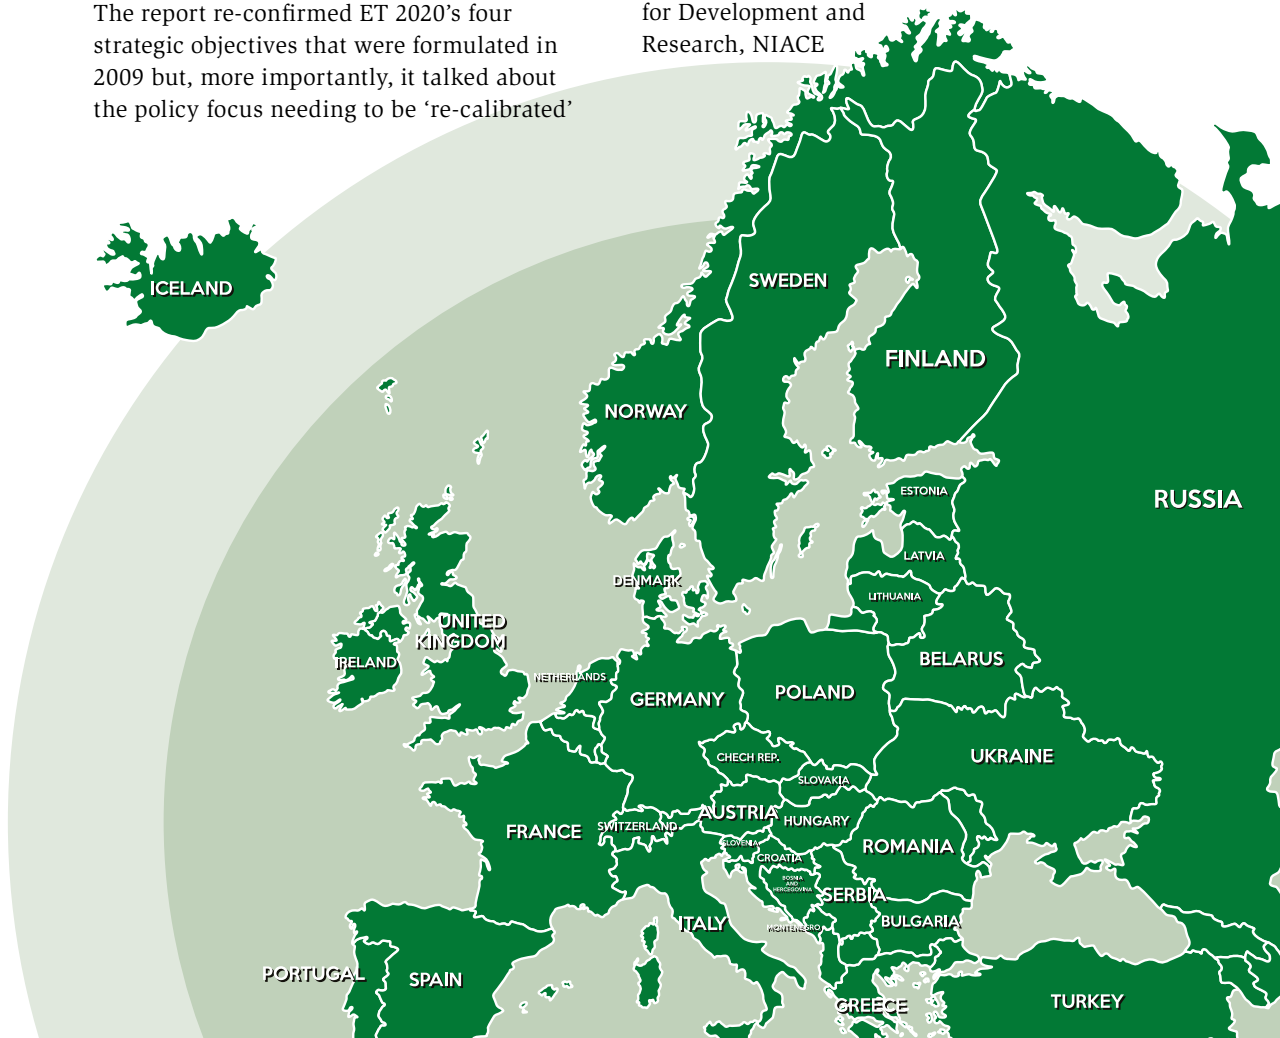 The report re-confirmed ET 2020's four
strategic objectives that were formulated in
2009 but, more importantly, it talked about
the policy focus needing to be 're-calibrated'
for Development and
Research, NIACE
ICELAND
SWEDEN
FINLAND
NORWAY
ESTONIA
RUSSIA
LATVIA
DENMARK
LITHUANIA
UNITED
KINGDOM
IRELAND
BELARUS
NETHERLANDS
GERMANY
POLAND
CHECH REP.
UKRAINE
SLOVAKIA
AUSTRIA
HUNGARY
SWITZERLAND
FRANCE
SLOVENIA
ROMANIA
CROATIA
BOSNIA
AND
HERCEGOVINA
SERBIA
ITALY
MONTENEGRO
BULGARIA
PORTUGAL
SPAIN
GREECE
TURKEY